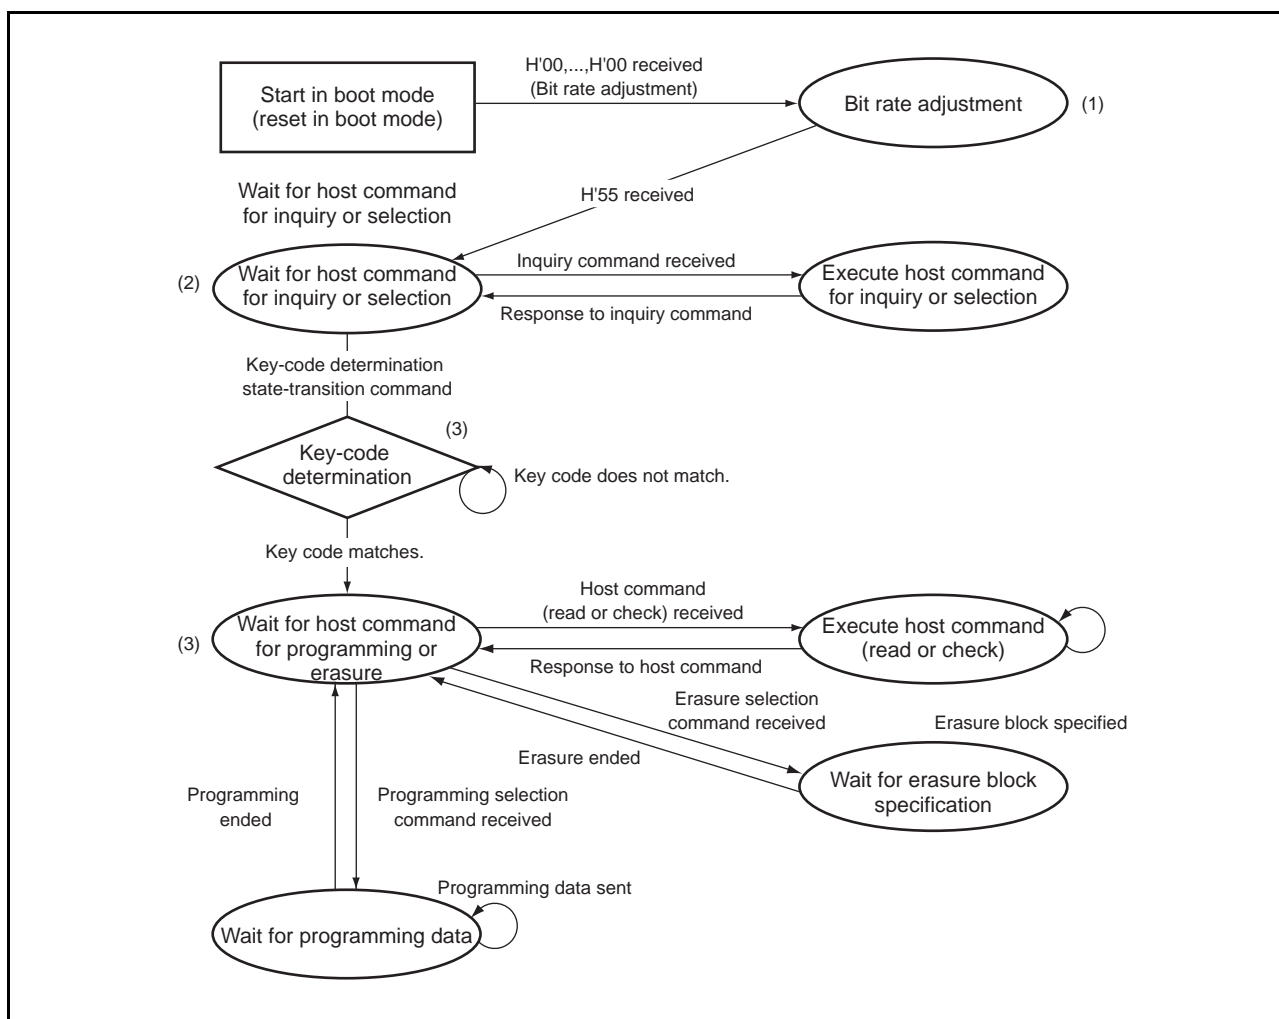 H'00,...,H'00 received
(Bit rate adjustment)
Start in boot mode
(reset in boot mode)
Bit rate adjustment
(1)
H'55 received
Wait for host command
for inquiry or selection
(2)
Wait for host command
for inquiry or selection
Inquiry command received
Response to inquiry command
Execute host command
for inquiry or selection
Key-code determination
state-transition command
(3)
Key-code
determination
Key code does not match.
Key code matches.
(3)
Wait for host command
for programming or
erasure
Host command
(read or check) received
Response to host command
Execute host command
(read or check)
Erasure selection
command received
Erasure block specified
Erasure ended
Wait for erasure block
specification
Programming
ended
Programming selection
command received
Programming data sent
Wait for programming data